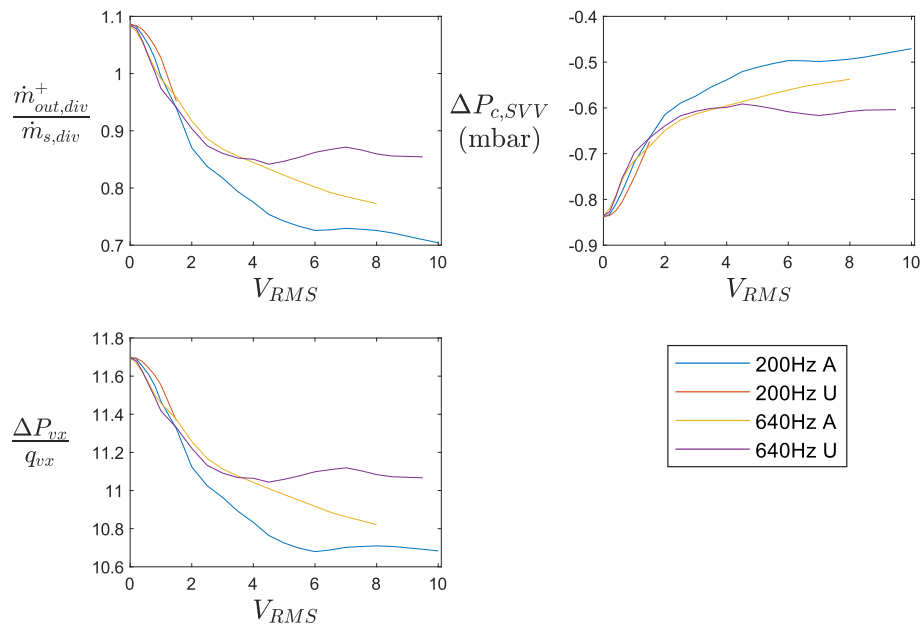 1.1
1
0.9
0.8
0.7
ṁ⁺out,div
ṁs,div
0 2 4 6 8 10
VRMS
-0.4
-0.5
-0.6
-0.7
-0.8
-0.9
ΔPc,SVV
(mbar)
0 2 4 6 8 10
VRMS
11.8
11.6
11.4
11.2
11
10.8
10.6
ΔPvx
qvx
0 2 4 6 8 10
VRMS
200Hz A
200Hz U
640Hz A
640Hz U